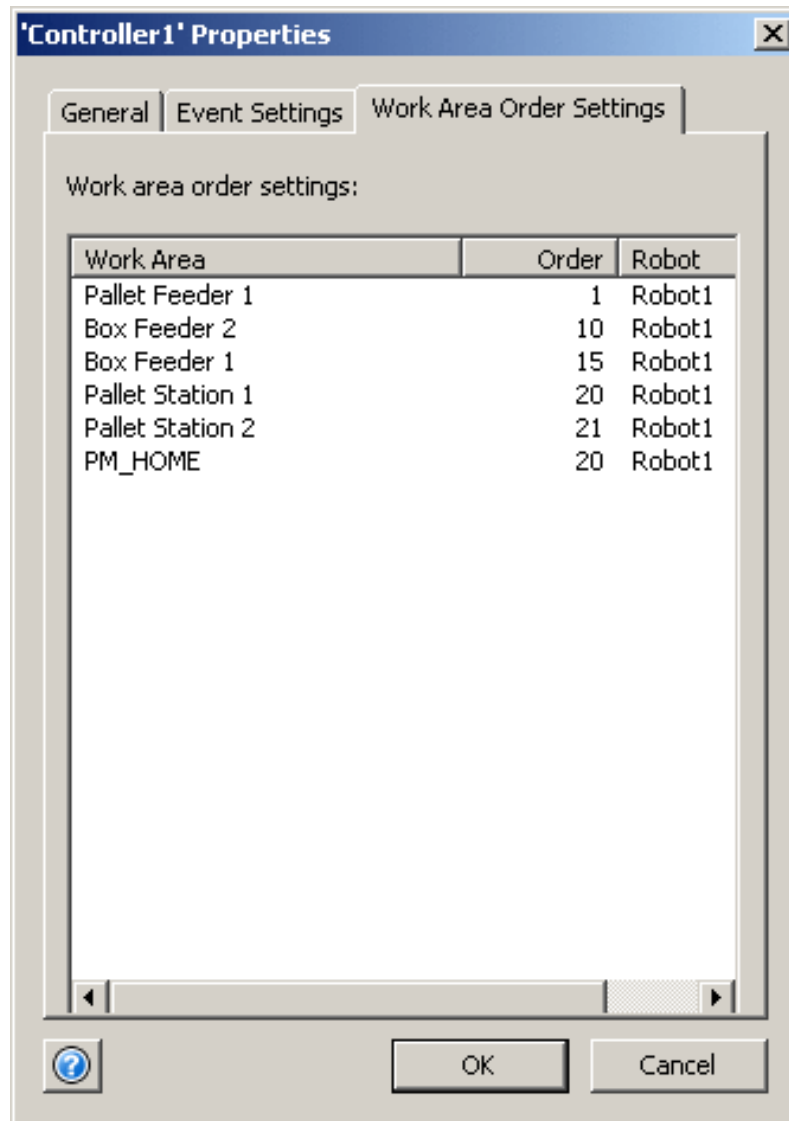 'Controller1' Properties
General Event Settings Work Area Order Settings
Work area order settings:
Work Area Order Robot
Pallet Feeder 1 1 Robot1
Box Feeder 2 10 Robot1
Box Feeder 1 15 Robot1
Pallet Station 1 20 Robot1
Pallet Station 2 21 Robot1
PM_HOME 20 Robot1
OK Cancel